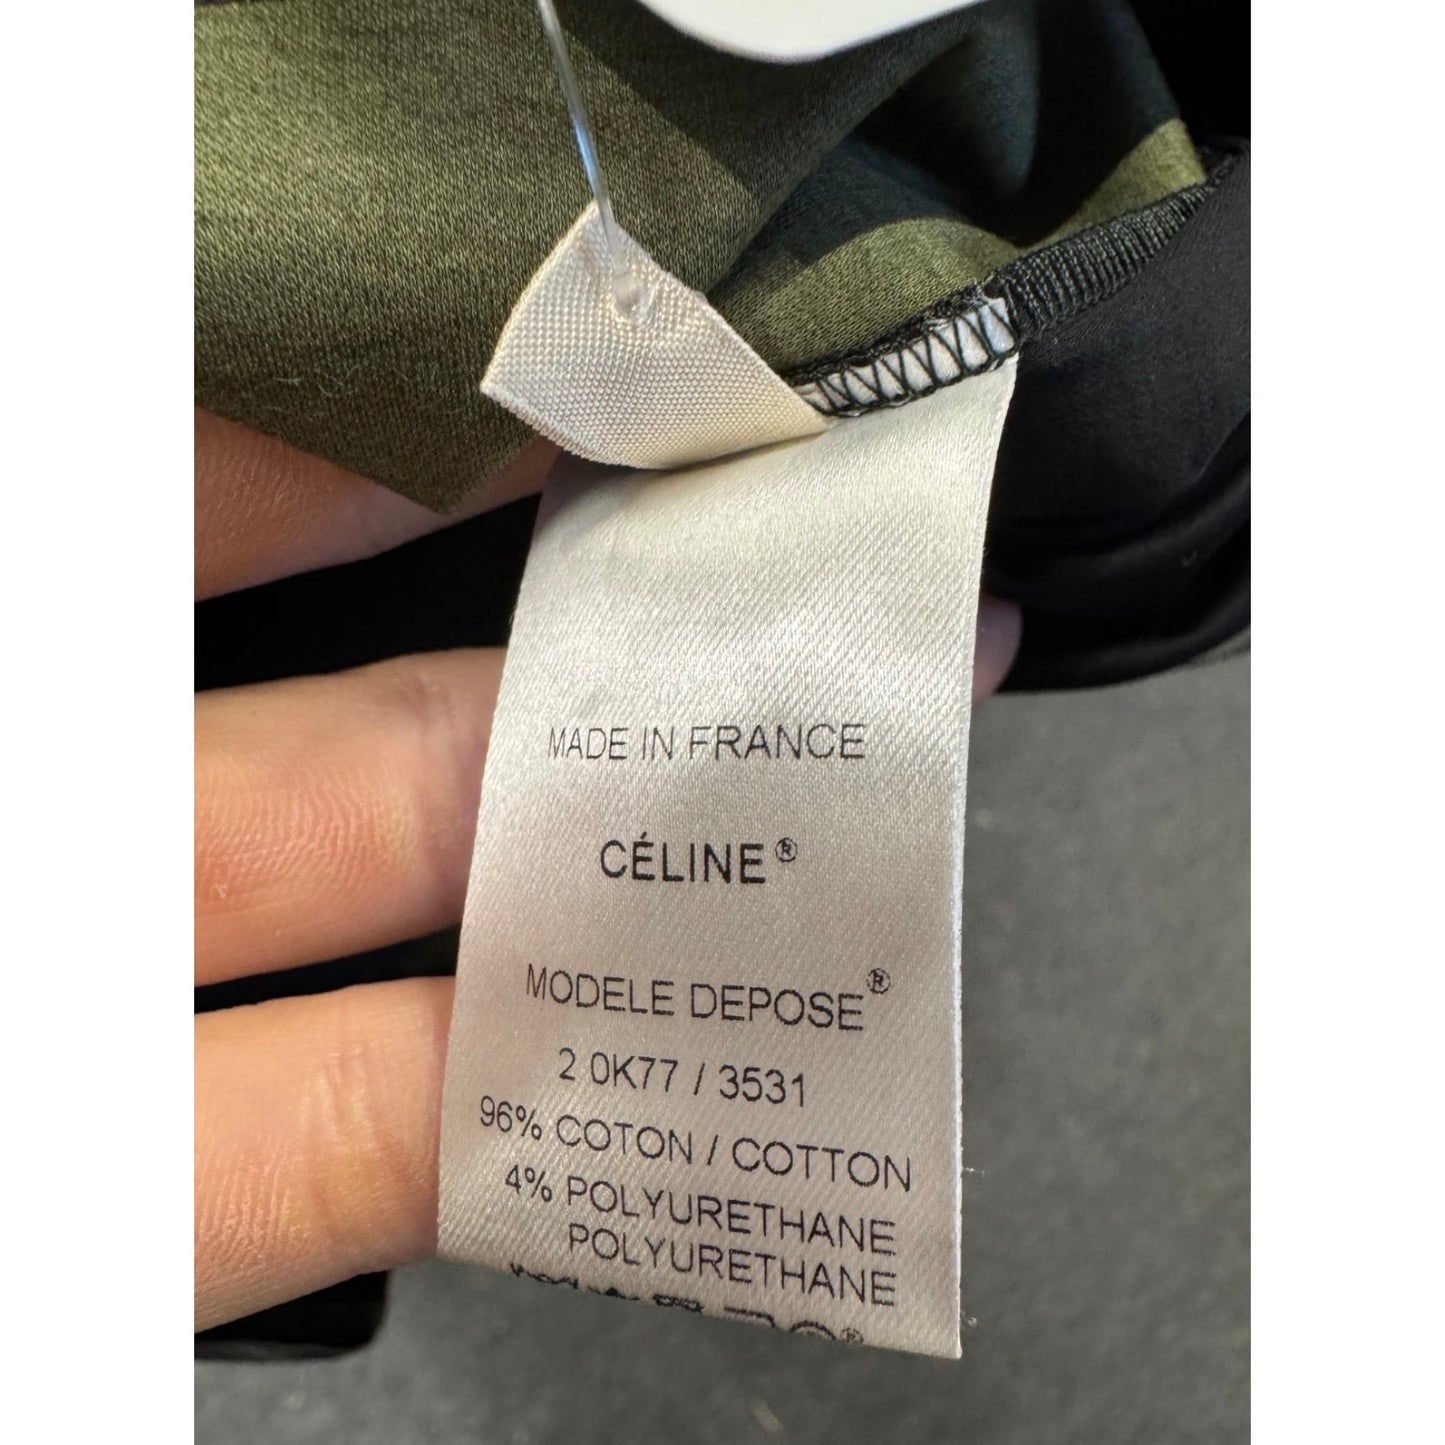 MADE IN FRANCE
CÉLINE®
MODELE DEPOSE®
2 0K77 / 3531
96% COTON / COTTON
4% POLYURETHANE
POLYURETHANE